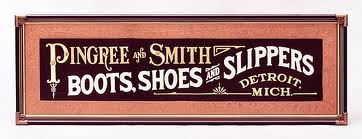 PINGREE AND SMITH
BOOTS, SHOES AND SLIPPERS
DETROIT,
MICH.